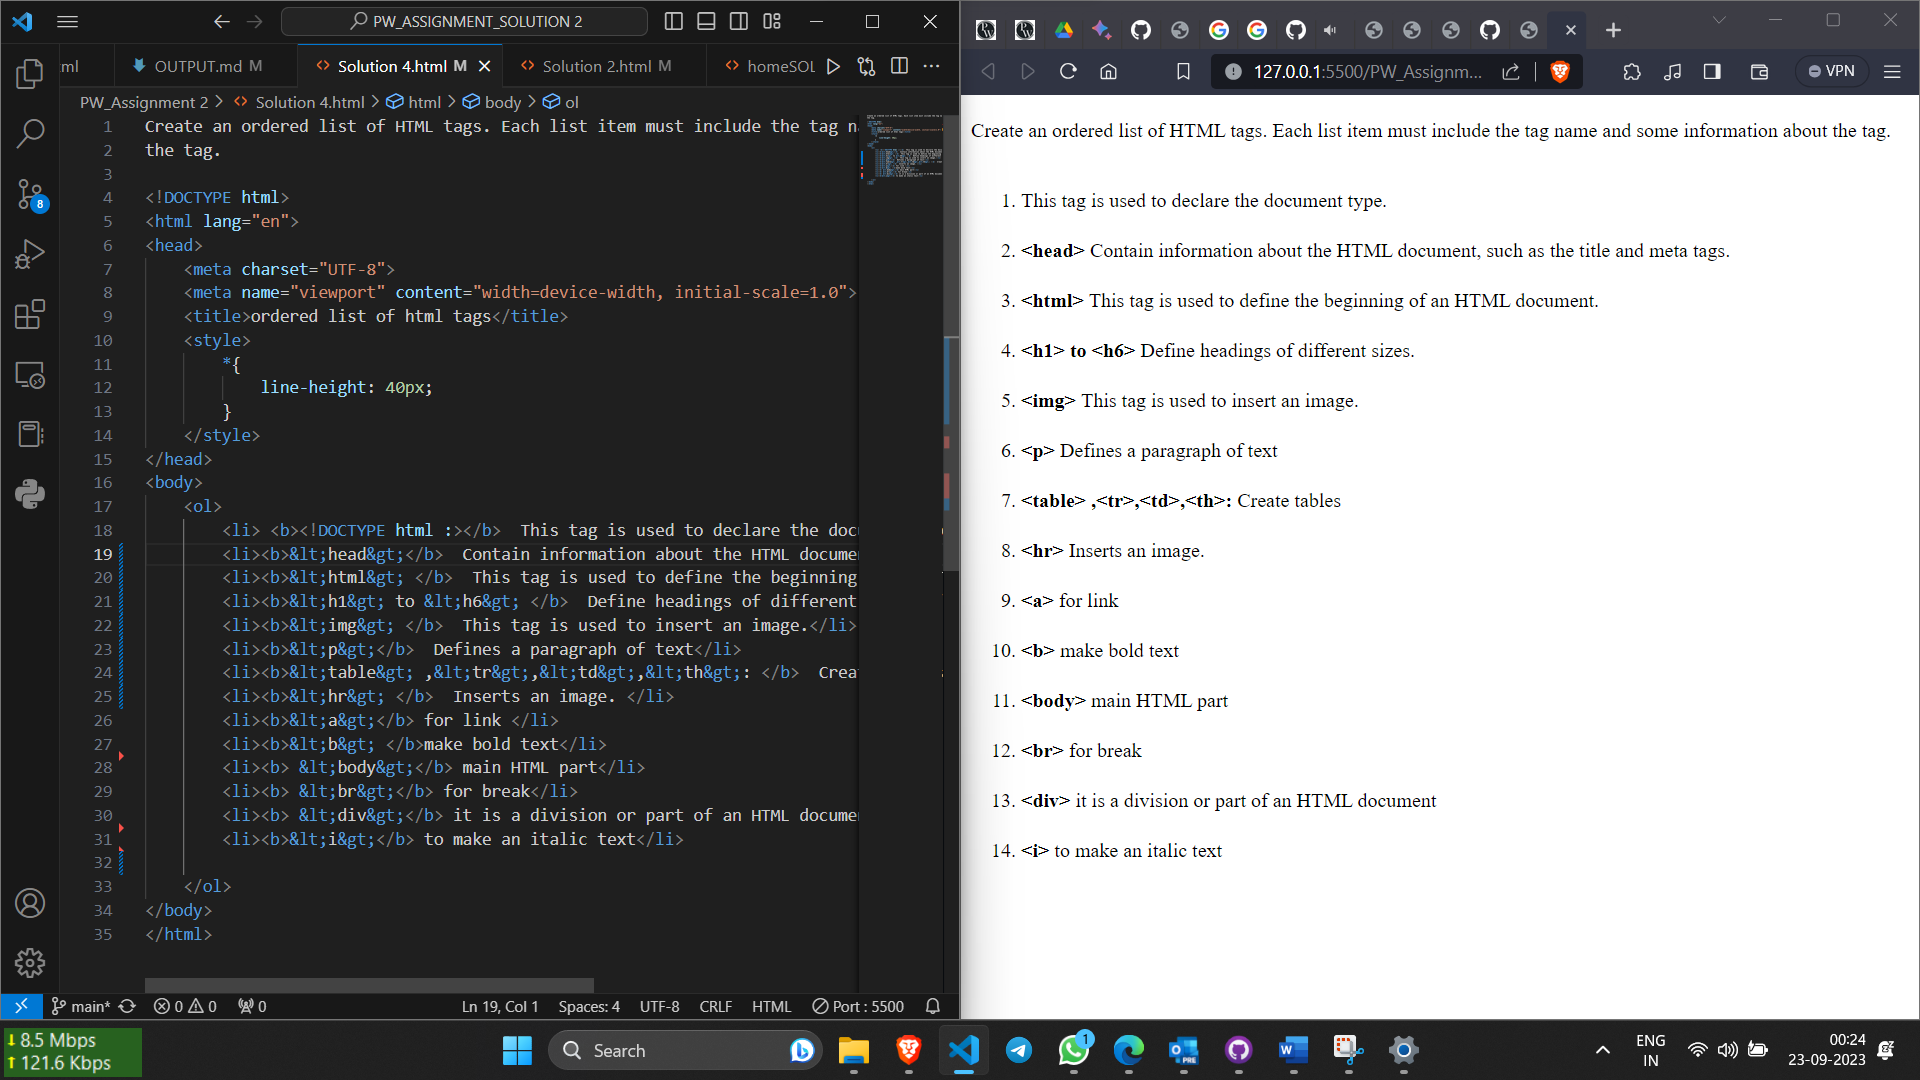 PW_ASSIGNMENT_SOLUTION 2
ml
OUTPUT.md M
Solution 4.html M
Solution 2.html M
homeSOL
PW_Assignment 2 > Solution 4.html > html > body > ol
1 Create an ordered list of HTML tags. Each list item must include the tag na
2 the tag.
3
4 <!DOCTYPE html>
5 <html lang="en">
6 <head>
7 <meta charset="UTF-8">
8 <meta name="viewport" content="width=device-width, initial-scale=1.0">
9 <title>ordered list of html tags</title>
10 <style>
11 *{
12 line-height: 40px;
13 }
14 </style>
15 </head>
16 <body>
17 <ol>
18 <li> <b><!DOCTYPE html :></b>  This tag is used to declare the doc
19 <li><b>&lt;head&gt;</b>  Contain information about the HTML docume
20 <li><b>&lt;html&gt; </b>  This tag is used to define the beginning
21 <li><b>&lt;h1&gt; to &lt;h6&gt; </b>  Define headings of different
22 <li><b>&lt;img&gt; </b>  This tag is used to insert an image.</li>
23 <li><b>&lt;p&gt;</b>  Defines a paragraph of text</li>
24 <li><b>&lt;table&gt; ,&lt;tr&gt;,&lt;td&gt;,&lt;th&gt;: </b>  Crea
25 <li><b>&lt;hr&gt; </b>  Inserts an image. </li>
26 <li><b>&lt;a&gt;</b> for link </li>
27 <li><b>&lt;b&gt; </b>make bold text</li>
28 <li><b> &lt;body&gt;</b> main HTML part</li>
29 <li><b> &lt;br&gt;</b> for break</li>
30 <li><b> &lt;div&gt;</b> it is a division or part of an HTML docume
31 <li><b>&lt;i&gt;</b> to make an italic text</li>
32
33 </ol>
34 </body>
35 </html>
8
main* 0 0 0 Ln 19, Col 1 Spaces: 4 UTF-8 CRLF HTML Port : 5500
127.0.0.1:5500/PW_Assignm... VPN
Create an ordered list of HTML tags. Each list item must include the tag name and some information about the tag.
1. This tag is used to declare the document type.
2. <head> Contain information about the HTML document, such as the title and meta tags.
3. <html> This tag is used to define the beginning of an HTML document.
4. <h1> to <h6> Define headings of different sizes.
5. <img> This tag is used to insert an image.
6. <p> Defines a paragraph of text
7. <table> ,<tr>,<td>,<th>: Create tables
8. <hr> Inserts an image.
9. <a> for link
10. <b> make bold text
11. <body> main HTML part
12. <br> for break
13. <div> it is a division or part of an HTML document
14. <i> to make an italic text
8.5 Mbps
121.6 Kbps
Search
1
PRE
ENG
IN
00:24
23-09-2023